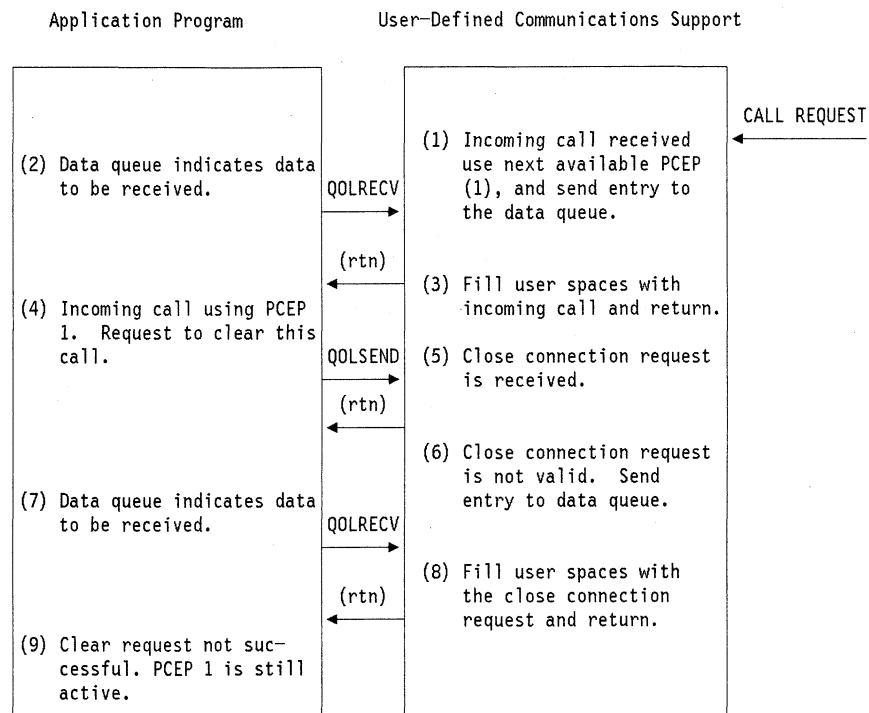 Application Program
User-Defined Communications Support
CALL REQUEST
(1) Incoming call received
use next available PCEP
(1), and send entry to
the data queue.
(2) Data queue indicates data
to be received.
QOLRECV
(rtn)
(3) Fill user spaces with
incoming call and return.
(4) Incoming call using PCEP
1. Request to clear this
call.
QOLSEND
(5) Close connection request
is received.
(rtn)
(6) Close connection request
is not valid. Send
entry to data queue.
(7) Data queue indicates data
to be received.
QOLRECV
(8) Fill user spaces with
the close connection
request and return.
(rtn)
(9) Clear request not suc-
cessful. PCEP 1 is still
active.